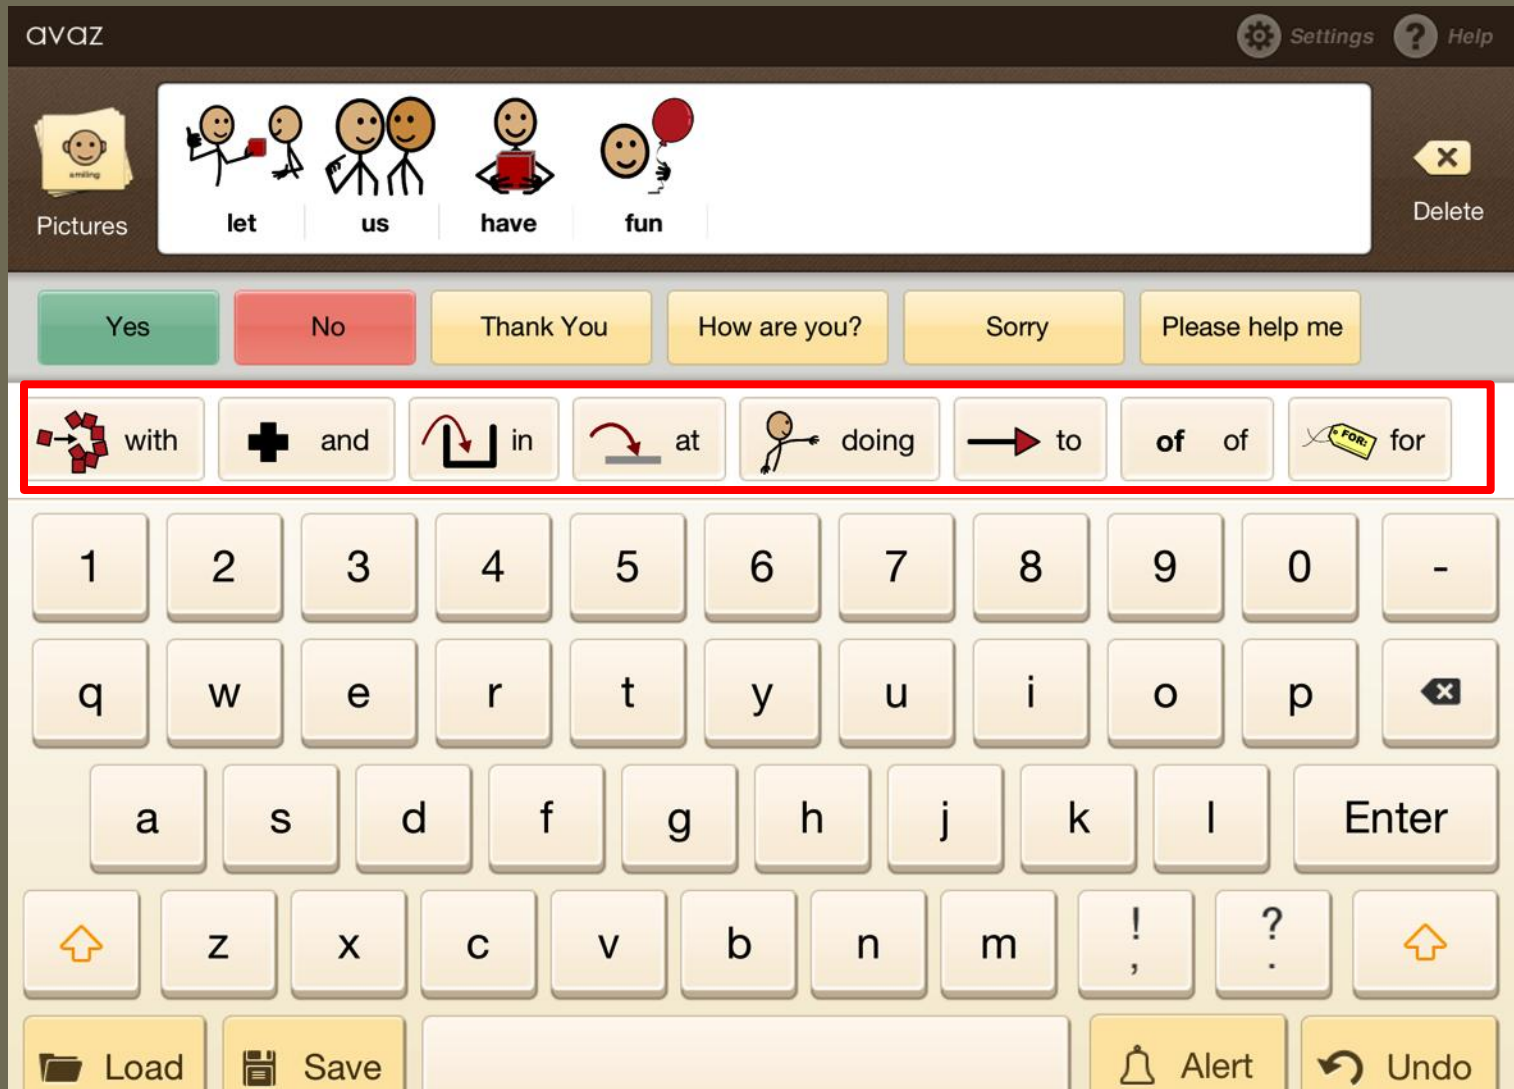 avaz Settings ? Help
smiling
Pictures let us have fun Delete
Yes No Thank You How are you? Sorry Please help me
with and in at doing to of of FOR: for
1 2 3 4 5 6 7 8 9 0 -
q w e r t y u i o p
a s d f g h j k l Enter
z x c v b n m ! , ? .
Load Save Alert Undo